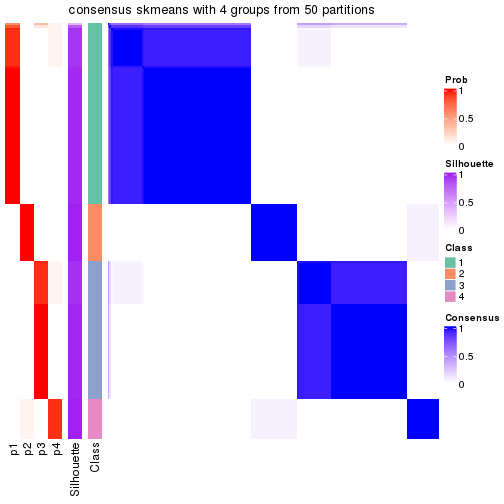 consensus skmeans with 4 groups from 50 partitions
Prob
1
0.5
0
Silhouette
1
0.5
0
Class
1
2
3
4
Consensus
1
0.5
0
p1
p2
p3
p4
Silhouette
Class